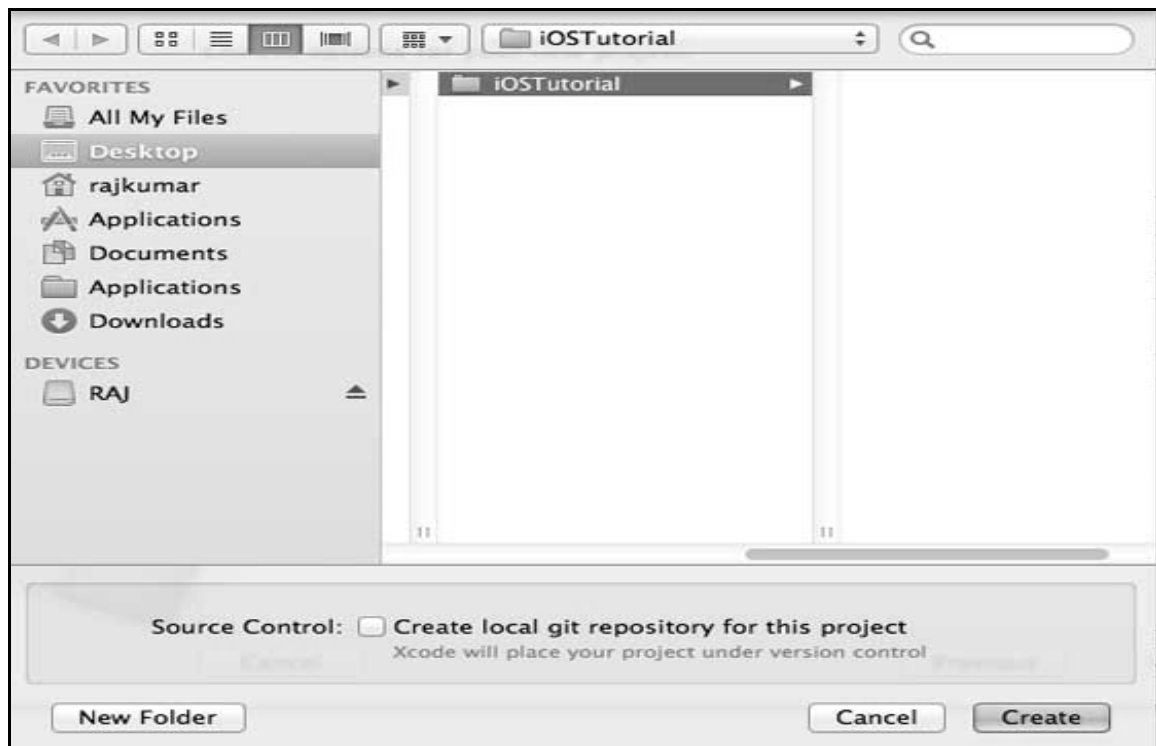 iOSTutorial
FAVORITES
iOSTutorial
All My Files
Desktop
rajkumar
Applications
Documents
Applications
Downloads
DEVICES
RAJ
Source Control: Create local git repository for this project
Xcode will place your project under version control
Cancel
New Folder
Cancel
Create